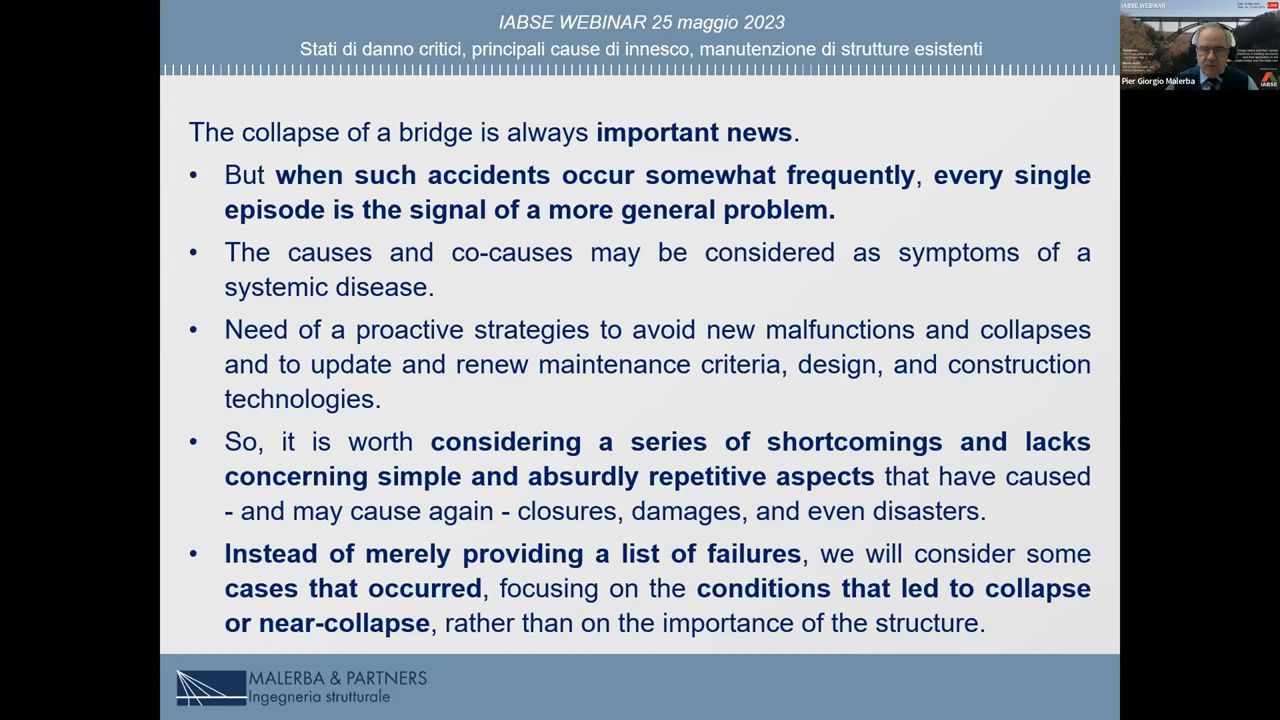 IABSE WEBINAR 25 maggio 2023
Stati di danno critici, principali cause di innesco, manutenzione di strutture esistenti
IABSE WEBINAR
LIVE
Pier Giorgio Malerba
IABSE
The collapse of a bridge is always important news.
• But when such accidents occur somewhat frequently, every single
episode is the signal of a more general problem.
• The causes and co-causes may be considered as symptoms of a
systemic disease.
• Need of a proactive strategies to avoid new malfunctions and collapses
and to update and renew maintenance criteria, design, and construction
technologies.
• So, it is worth considering a series of shortcomings and lacks
concerning simple and absurdly repetitive aspects that have caused
- and may cause again - closures, damages, and even disasters.
• Instead of merely providing a list of failures, we will consider some
cases that occurred, focusing on the conditions that led to collapse
or near-collapse, rather than on the importance of the structure.
MALERBA & PARTNERS
Ingegneria strutturale